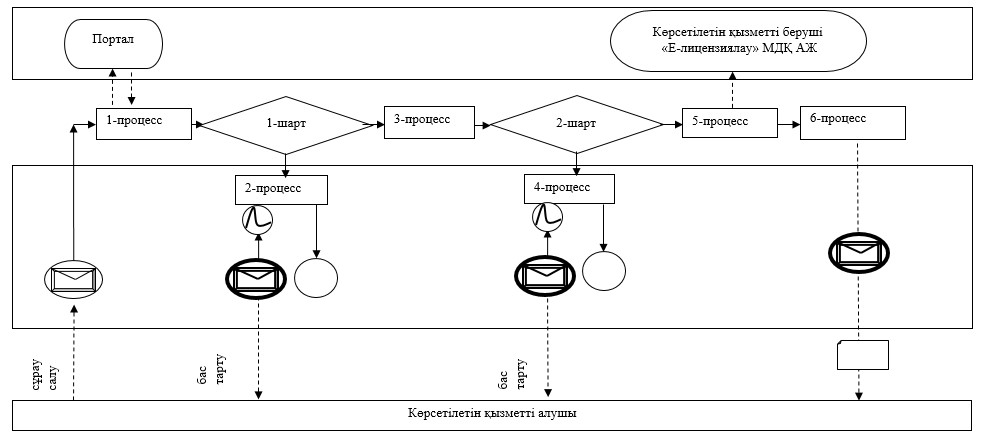 Портал
Көрсетілетін қызметті беруші
«Е-лицензиялау» МДҚ АЖ
1-процесс
1-шарт
3-процесс
2-шарт
5-процесс
6-процесс
2-процесс
4-процесс
сұрау
салу
бас
тарту
бас
тарту
Көрсетілетін қызметті алушы